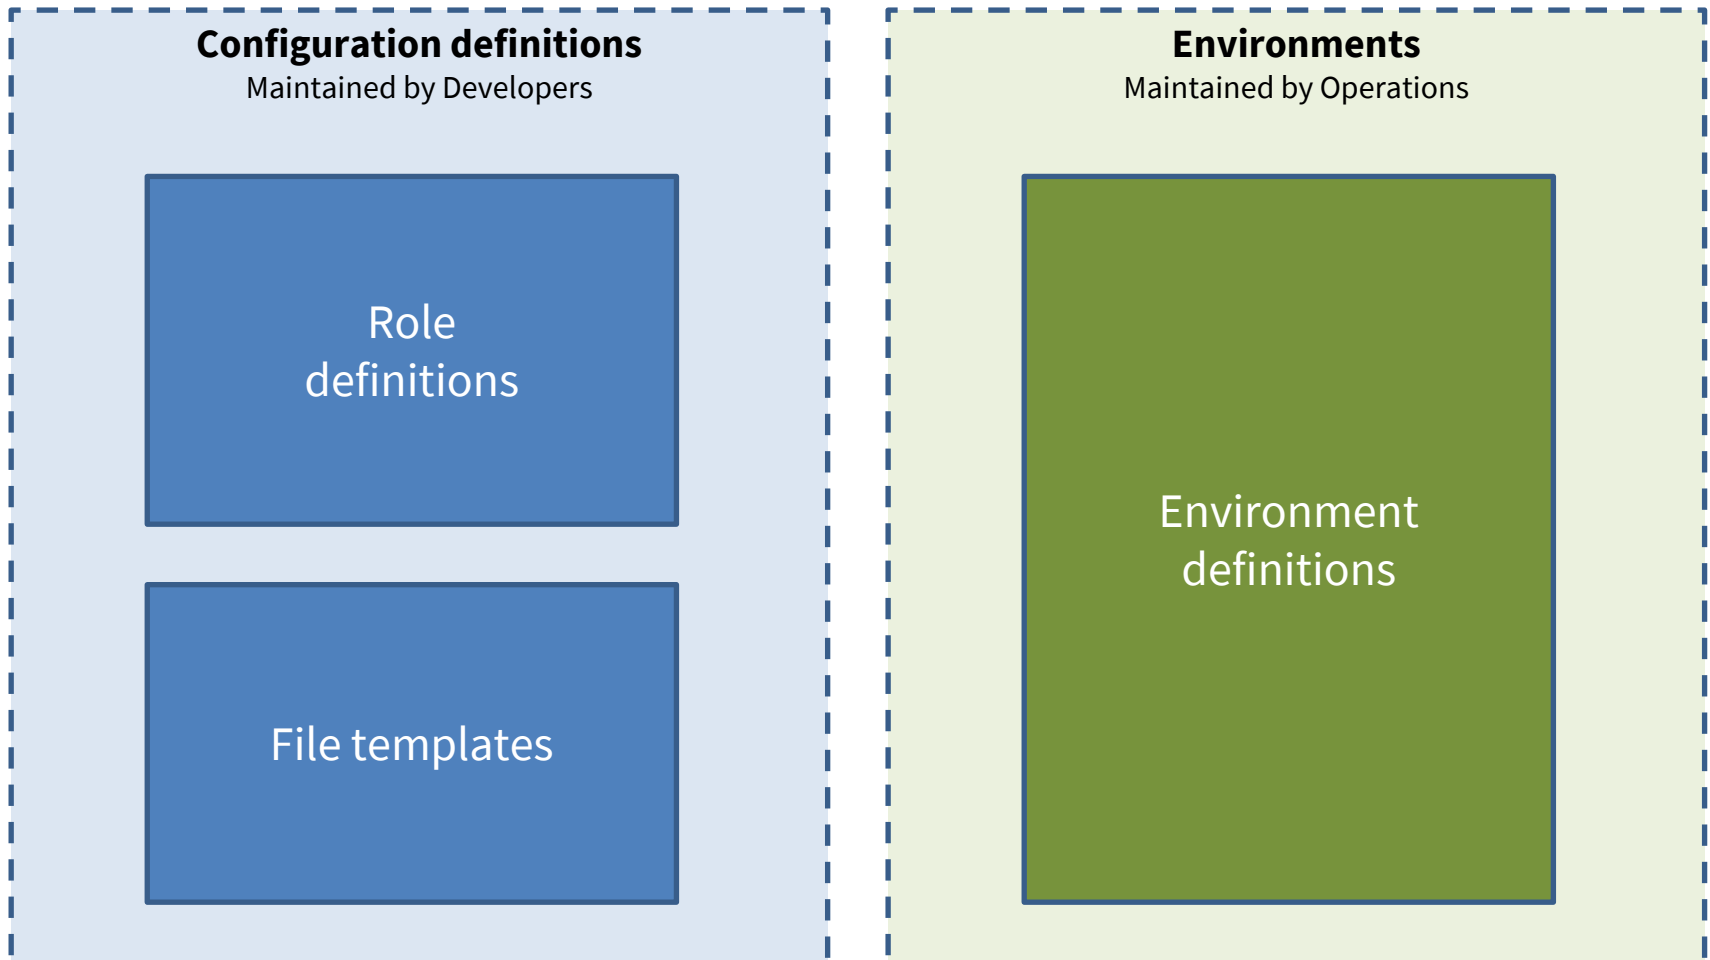 Configuration definitions
Maintained by Developers
Role
definitions
File templates
Environments
Maintained by Operations
Environment
definitions